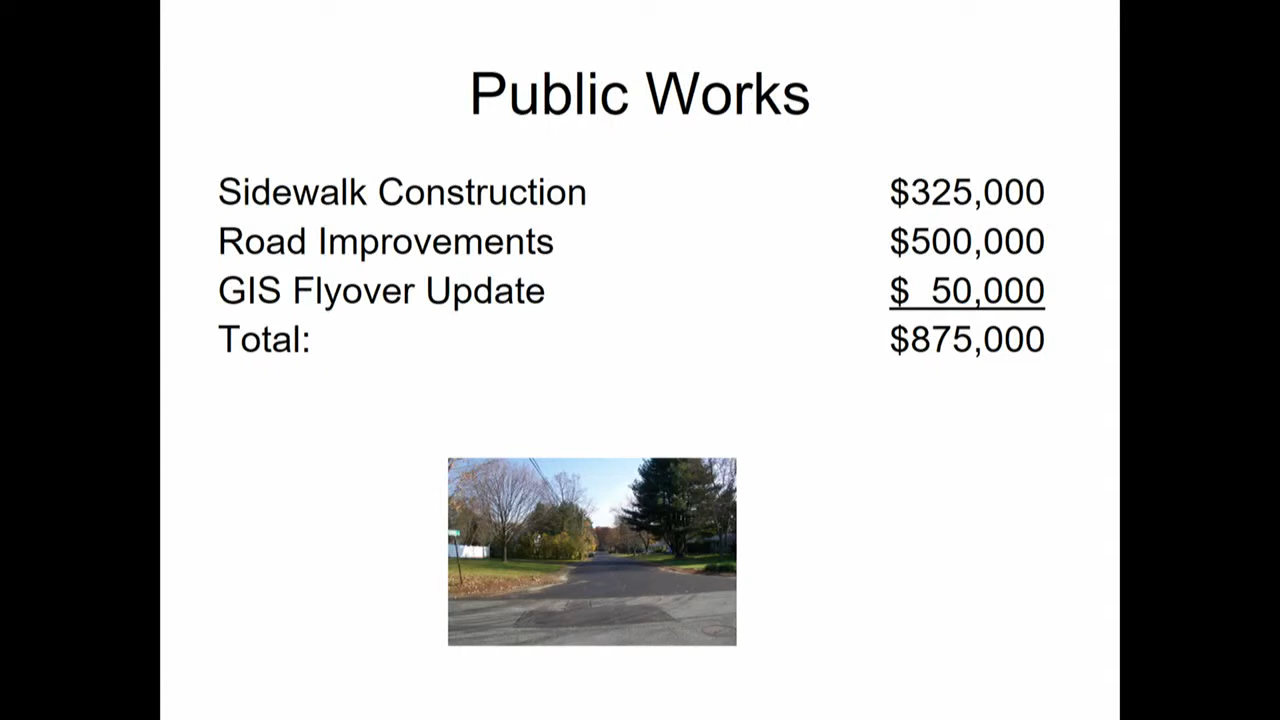 Public Works
Sidewalk Construction $325,000
Road Improvements $500,000
GIS Flyover Update $ 50,000
Total: $875,000